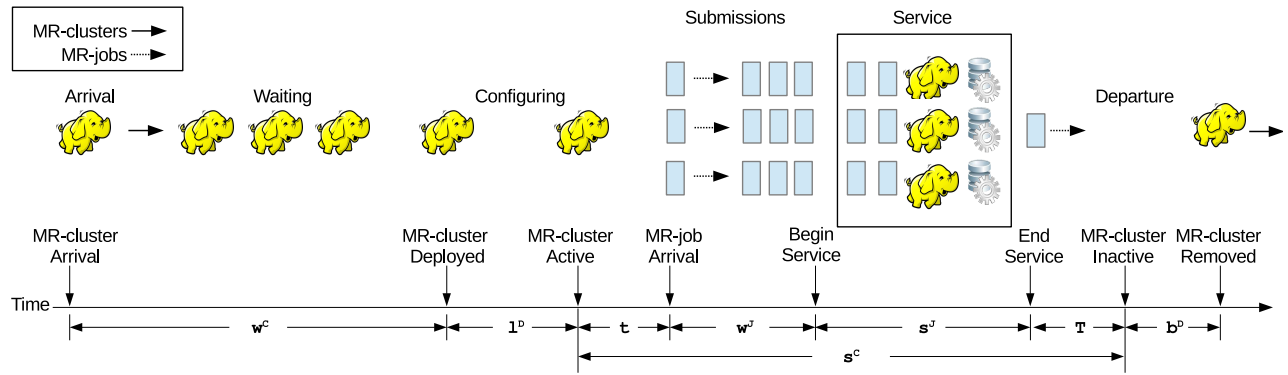 MR-clusters
MR-jobs
Submissions
Service
Arrival
Waiting
Configuring
Departure
MR-cluster
Arrival
MR-cluster
Deployed
MR-cluster
Active
MR-job
Arrival
Begin
Service
End
Service
MR-cluster
Inactive
MR-cluster
Removed
Time
w^C
l^D
t
w^J
s^J
T
b^D
s^C